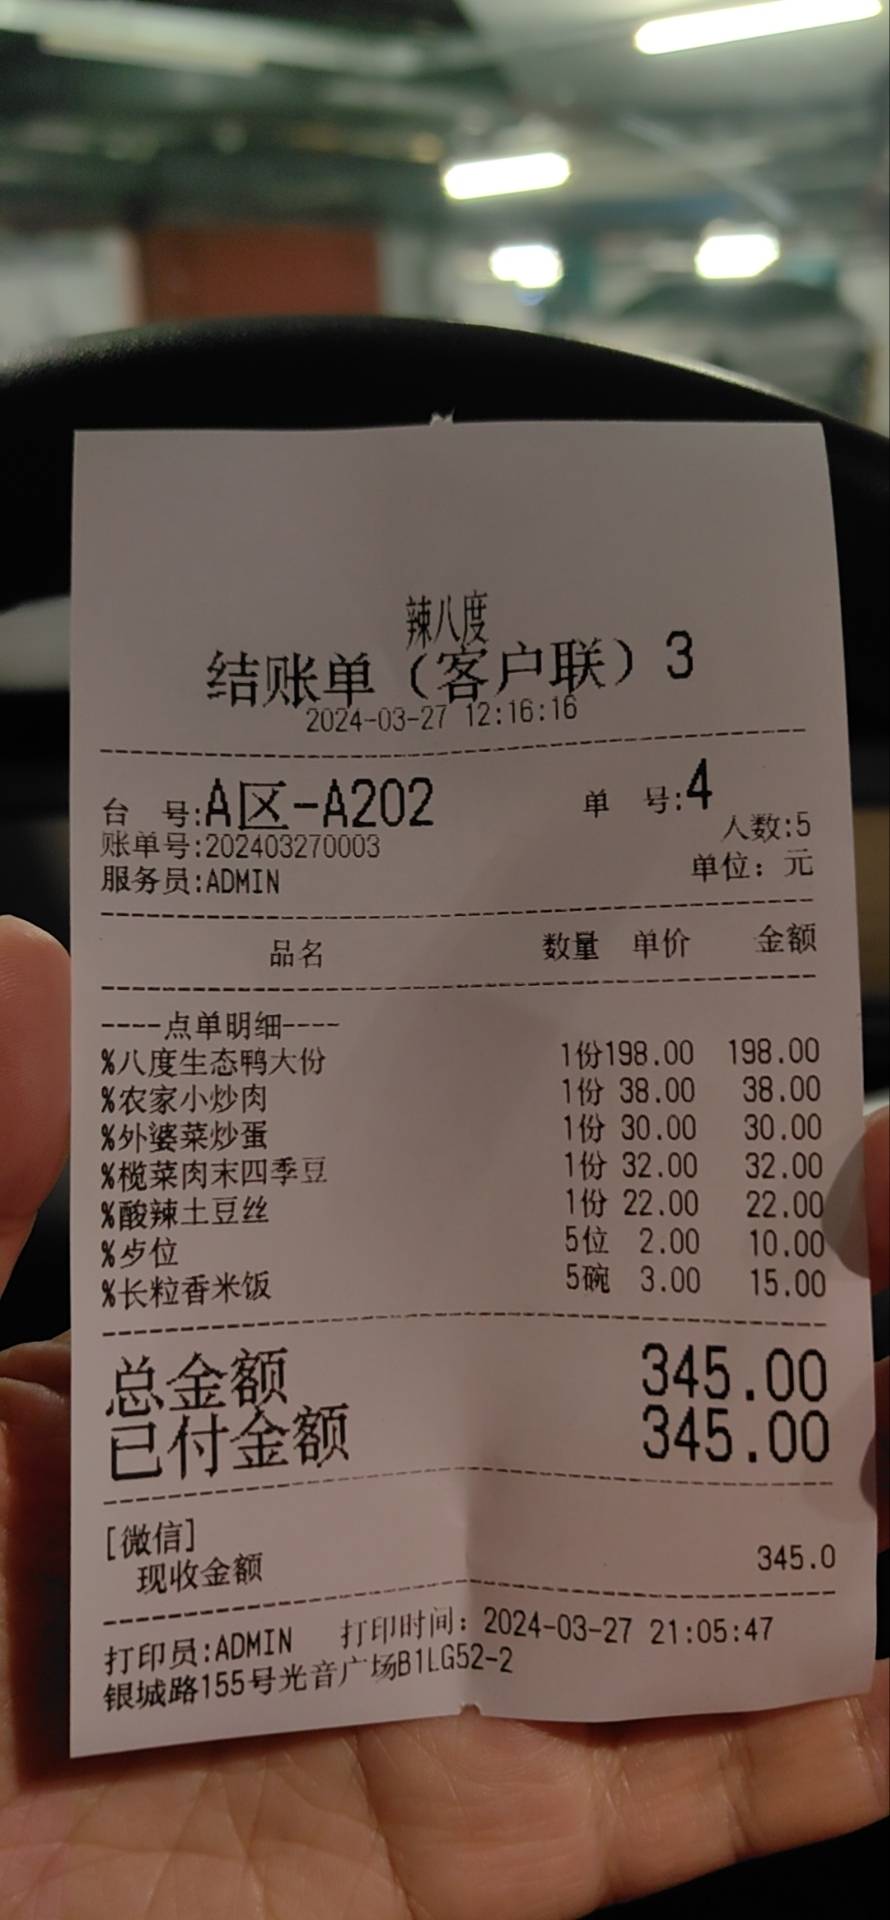 辣八度
结账单（客户联）3
2024-03-27 12:16:16
台 号:A区-A202 单 号:4
人数:5
账单号:202403270003
单位：元
服务员:ADMIN
品名 数量 单价 金额
----点单明细----
%八度生态鸭大份 1份 198.00 198.00
%农家小炒肉 1份 38.00 38.00
%外婆菜炒蛋 1份 30.00 30.00
%榄菜肉末四季豆 1份 32.00 32.00
%酸辣土豆丝 1份 22.00 22.00
%歺位 5位 2.00 10.00
%长粒香米饭 5碗 3.00 15.00
总金额 345.00
已付金额 345.00
[微信]
现收金额 345.0
打印员:ADMIN 打印时间：2024-03-27 21:05:47
银城路155号光音广场B1LG52-2